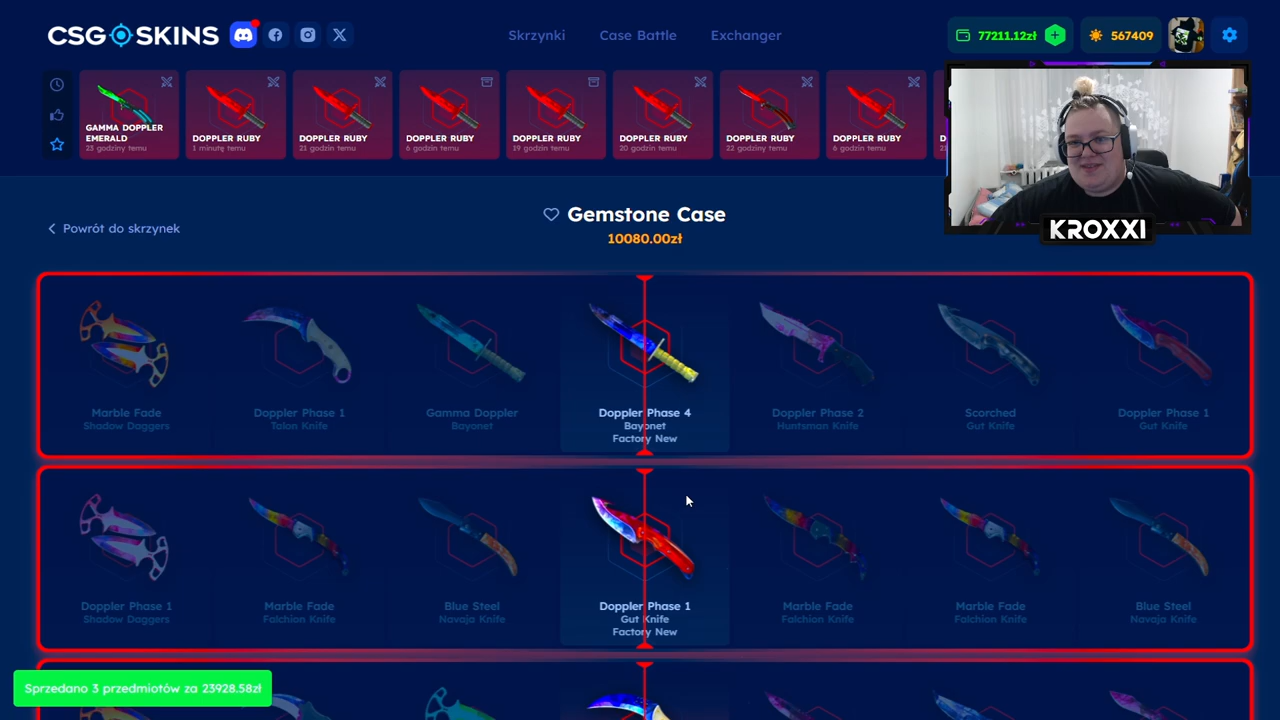 CSG SKINS
Skrzynki
Case Battle
Exchanger
77211.12zł
567409
GAMMA DOPPLER
EMERALD
23 godziny temu
DOPPLER RUBY
1 minutę temu
DOPPLER RUBY
21 godzin temu
DOPPLER RUBY
6 godzin temu
DOPPLER RUBY
19 godzin temu
DOPPLER RUBY
20 godzin temu
DOPPLER RUBY
22 godziny temu
DOPPLER RUBY
6 godzin temu
KROXXI
Powrót do skrzynek
Gemstone Case
10080.00zł
Marble Fade
Shadow Daggers
Doppler Phase 1
Talon Knife
Gamma Doppler
Bayonet
Doppler Phase 4
Bayonet
Factory New
Doppler Phase 2
Huntsman Knife
Scorched
Gut Knife
Doppler Phase 1
Gut Knife
Doppler Phase 1
Shadow Daggers
Marble Fade
Falchion Knife
Blue Steel
Navaja Knife
Doppler Phase 1
Gut Knife
Factory New
Marble Fade
Falchion Knife
Marble Fade
Falchion Knife
Blue Steel
Navaja Knife
Sprzedano 3 przedmiotów za 23928.58zł